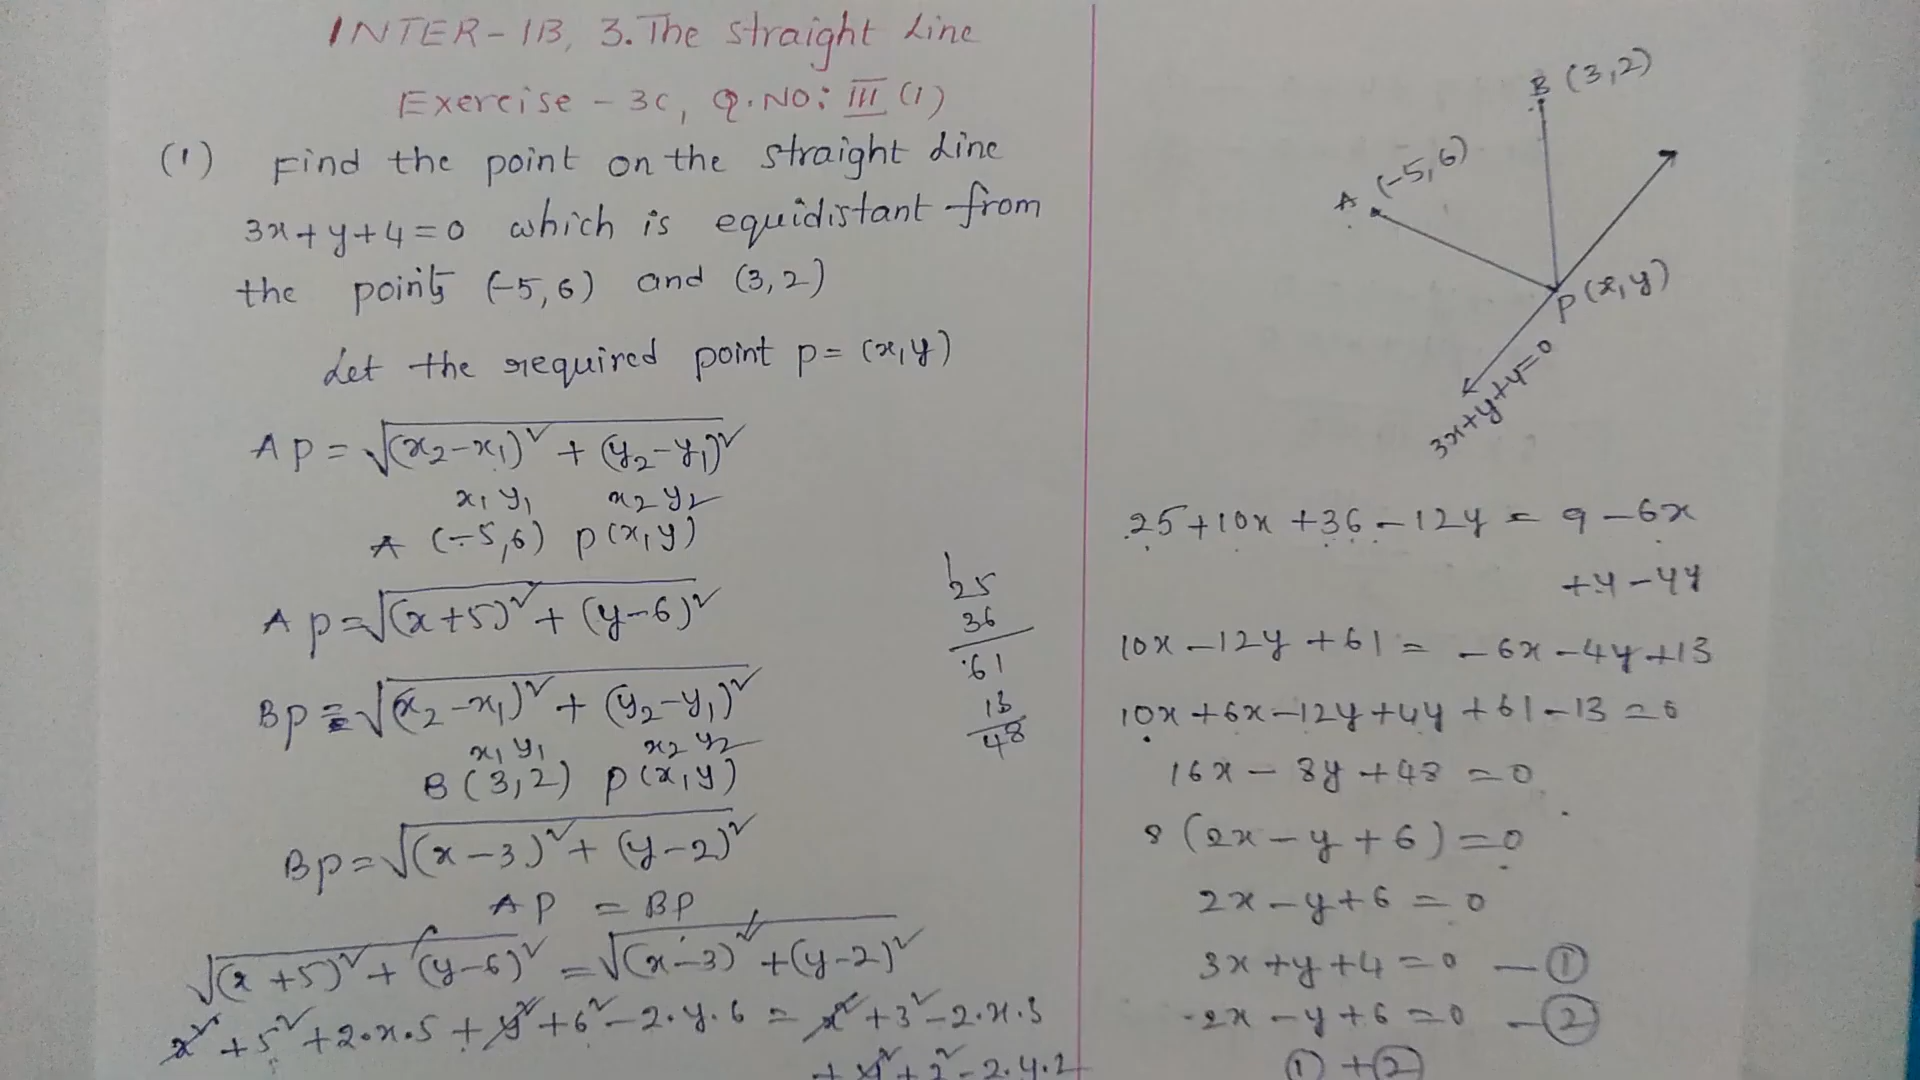 INTER-1B, 3. The straight Line
Exercise - 3c, Q.NO: III (1)
(1) Find the point on the straight Line
3x+y+4=0 which is equidistant from
the points (-5,6) and (3,2)
Let the required point p= (x,y)
AP = √(x₂-x₁)² + (y₂-y₁)²
x₁ y₁ x₂ y₂
A (-5,6) P(x,y)
AP=√(x+5)² + (y-6)²
BP=√(x₂-x₁)² + (y₂-y₁)²
x₁ y₁ x₂ y₂
B (3,2) P(x,y)
BP=√(x-3)² + (y-2)²
AP = BP
√(x+5)² + (y-6)² = √(x-3)² + (y-2)²
x² + 5² + 2·x·5 + y² + 6² - 2·y·6 = x² + 3² - 2·x·3
+ y² + 2² - 2·y·2
25
36
61
13
48
B (3,2)
A (-5,6)
P(x,y)
3x+y+4=0
25+10x+36-12y = 9-6x
+4-4y
10x-12y+61 = -6x-4y+13
10x+6x-12y+4y+61-13=0
16x-8y+48=0
8(2x-y+6)=0
2x-y+6=0
3x+y+4=0 — ①
2x-y+6=0 — ②
①+②